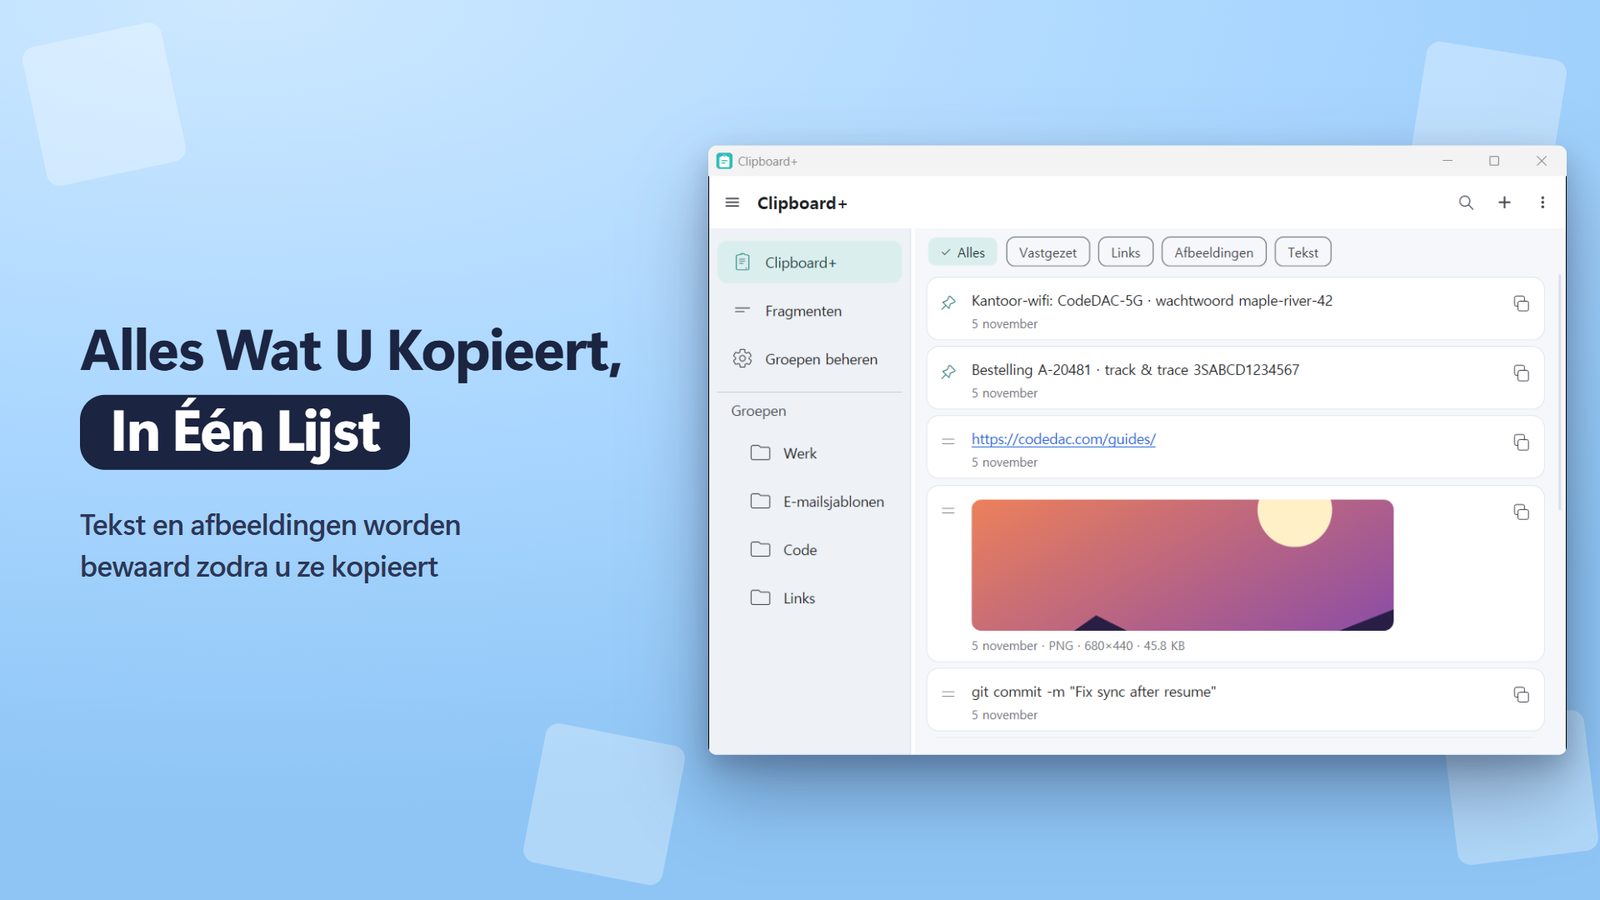 Alles Wat U Kopieert,
In Één Lijst
Tekst en afbeeldingen worden
bewaard zodra u ze kopieert
Clipboard+
Clipboard+
Clipboard+
Fragmenten
Groepen beheren
Groepen
Werk
E-mailsjablonen
Code
Links
Alles
Vastgezet
Links
Afbeeldingen
Tekst
Kantoor-wifi: CodeDAC-5G · wachtwoord maple-river-42
5 november
Bestelling A-20481 · track & trace 3SABCD1234567
5 november
https://codedac.com/guides/
5 november
5 november · PNG · 680×440 · 45.8 KB
git commit -m "Fix sync after resume"
5 november